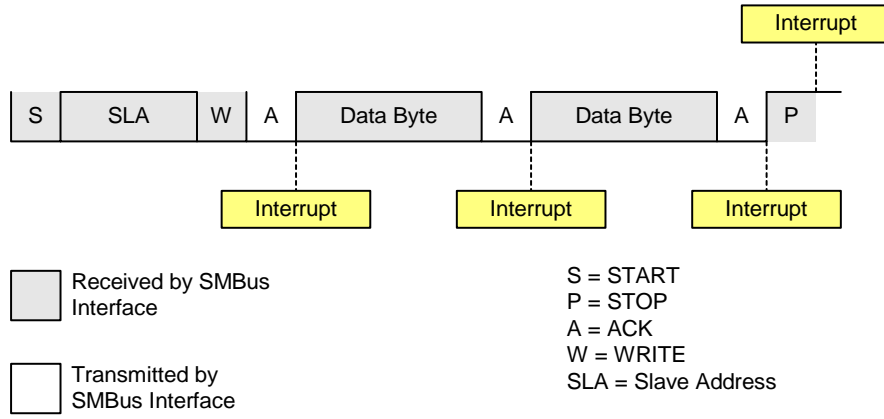 Interrupt
S SLA W A Data Byte A Data Byte A P
Interrupt Interrupt Interrupt
Received by SMBus
Interface
Transmitted by
SMBus Interface
S = START
P = STOP
A = ACK
W = WRITE
SLA = Slave Address